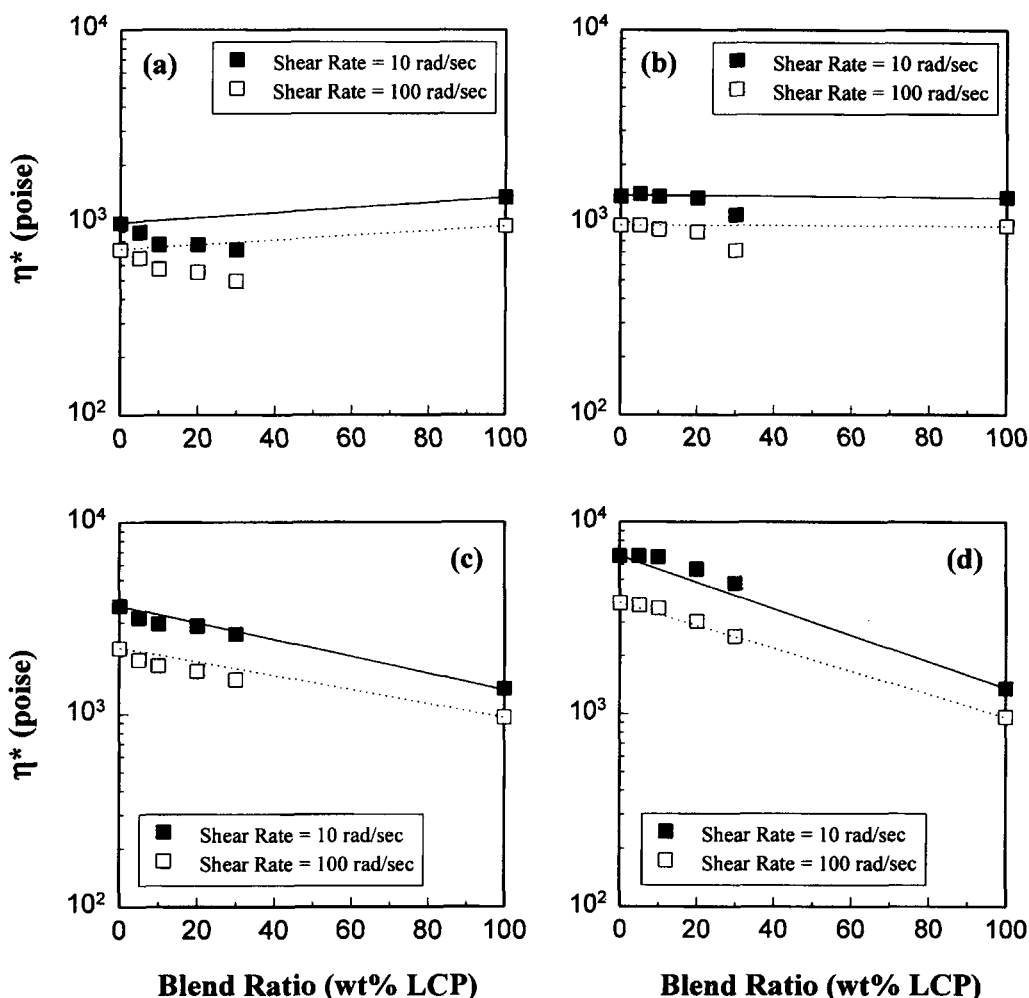 η* (poise)
10⁴
10³
10²
(a)
Shear Rate = 10 rad/sec
Shear Rate = 100 rad/sec
0 20 40 60 80 100
10⁴
10³
10²
(b)
Shear Rate = 10 rad/sec
Shear Rate = 100 rad/sec
0 20 40 60 80 100
η* (poise)
10⁴
10³
10²
(c)
Shear Rate = 10 rad/sec
Shear Rate = 100 rad/sec
0 20 40 60 80 100
Blend Ratio (wt% LCP)
10⁴
10³
10²
(d)
Shear Rate = 10 rad/sec
Shear Rate = 100 rad/sec
0 20 40 60 80 100
Blend Ratio (wt% LCP)